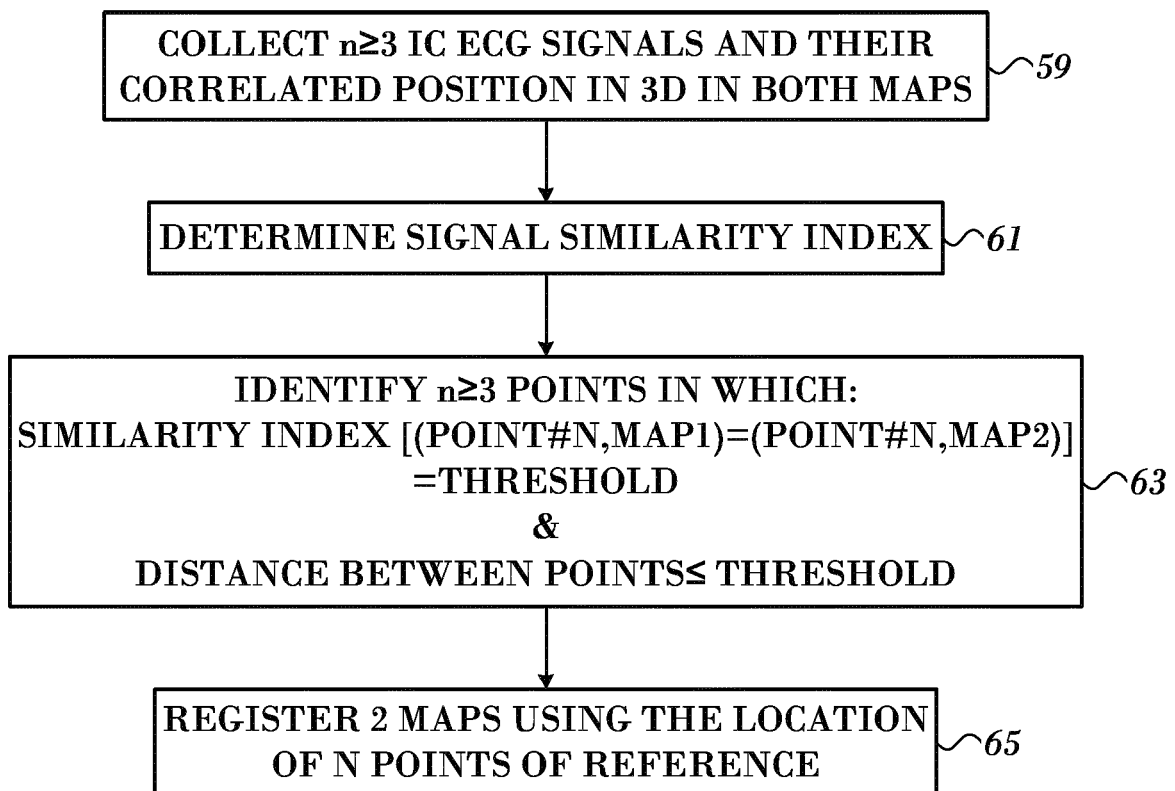 COLLECT n≥3 IC ECG SIGNALS AND THEIR
CORRELATED POSITION IN 3D IN BOTH MAPS
59
DETERMINE SIGNAL SIMILARITY INDEX
61
IDENTIFY n≥3 POINTS IN WHICH:
SIMILARITY INDEX [(POINT#N,MAP1)=(POINT#N,MAP2)]
=THRESHOLD
&
DISTANCE BETWEEN POINTS≤ THRESHOLD
63
REGISTER 2 MAPS USING THE LOCATION
OF N POINTS OF REFERENCE
65